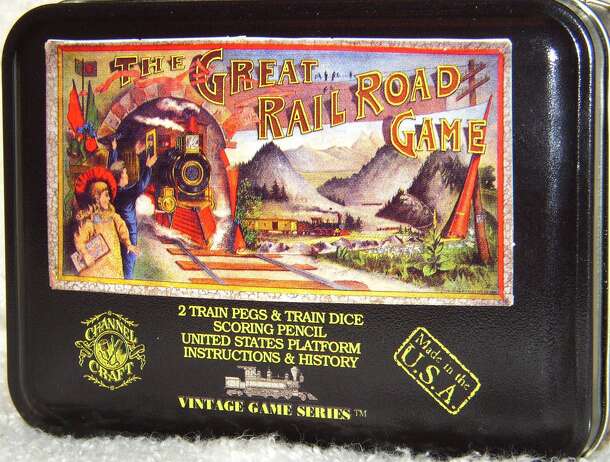 THE GREAT
RAIL ROAD
GAME
2 TRAIN PEGS & TRAIN DICE
SCORING PENCIL
UNITED STATES PLATFORM
INSTRUCTIONS & HISTORY
VINTAGE GAME SERIES™
CHANNEL
CRAFT
Made in the
U.S.A.